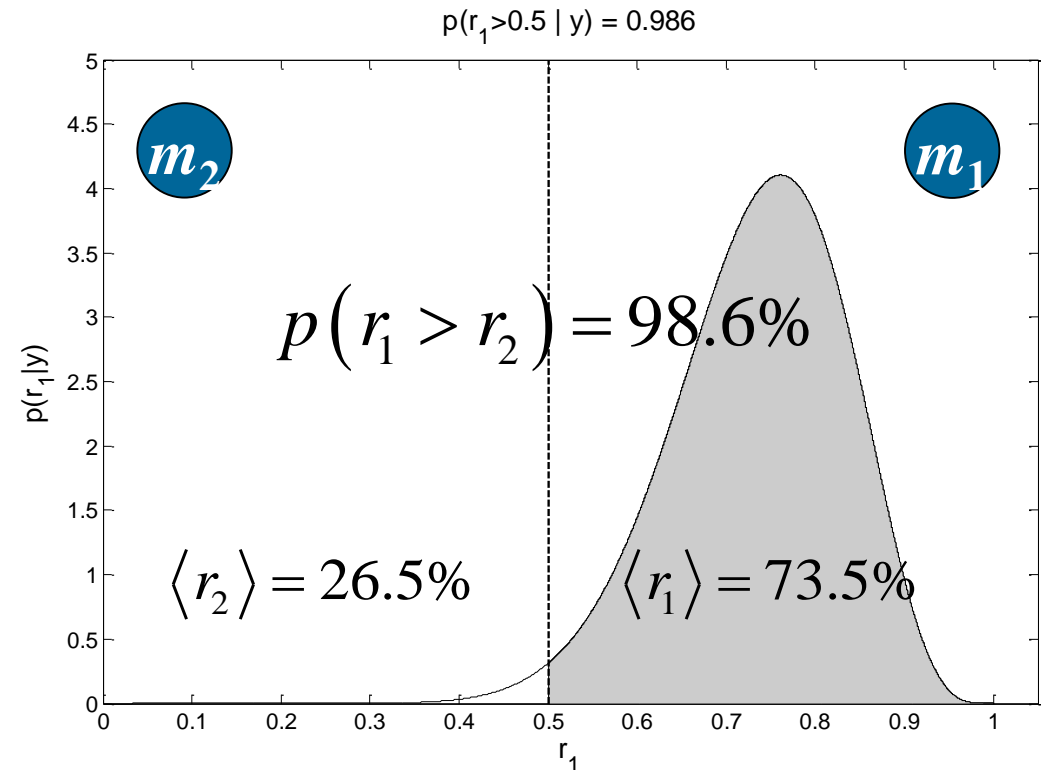 p(r₁>0.5 | y) = 0.986
5
4.5
4
3.5
3
2.5
2
1.5
1
0.5
0
p(r₁|y)
m₂
m₁
p(r₁ > r₂) = 98.6%
⟨r₂⟩ = 26.5%
⟨r₁⟩ = 73.5%
0 0.1 0.2 0.3 0.4 0.5 0.6 0.7 0.8 0.9 1
r₁